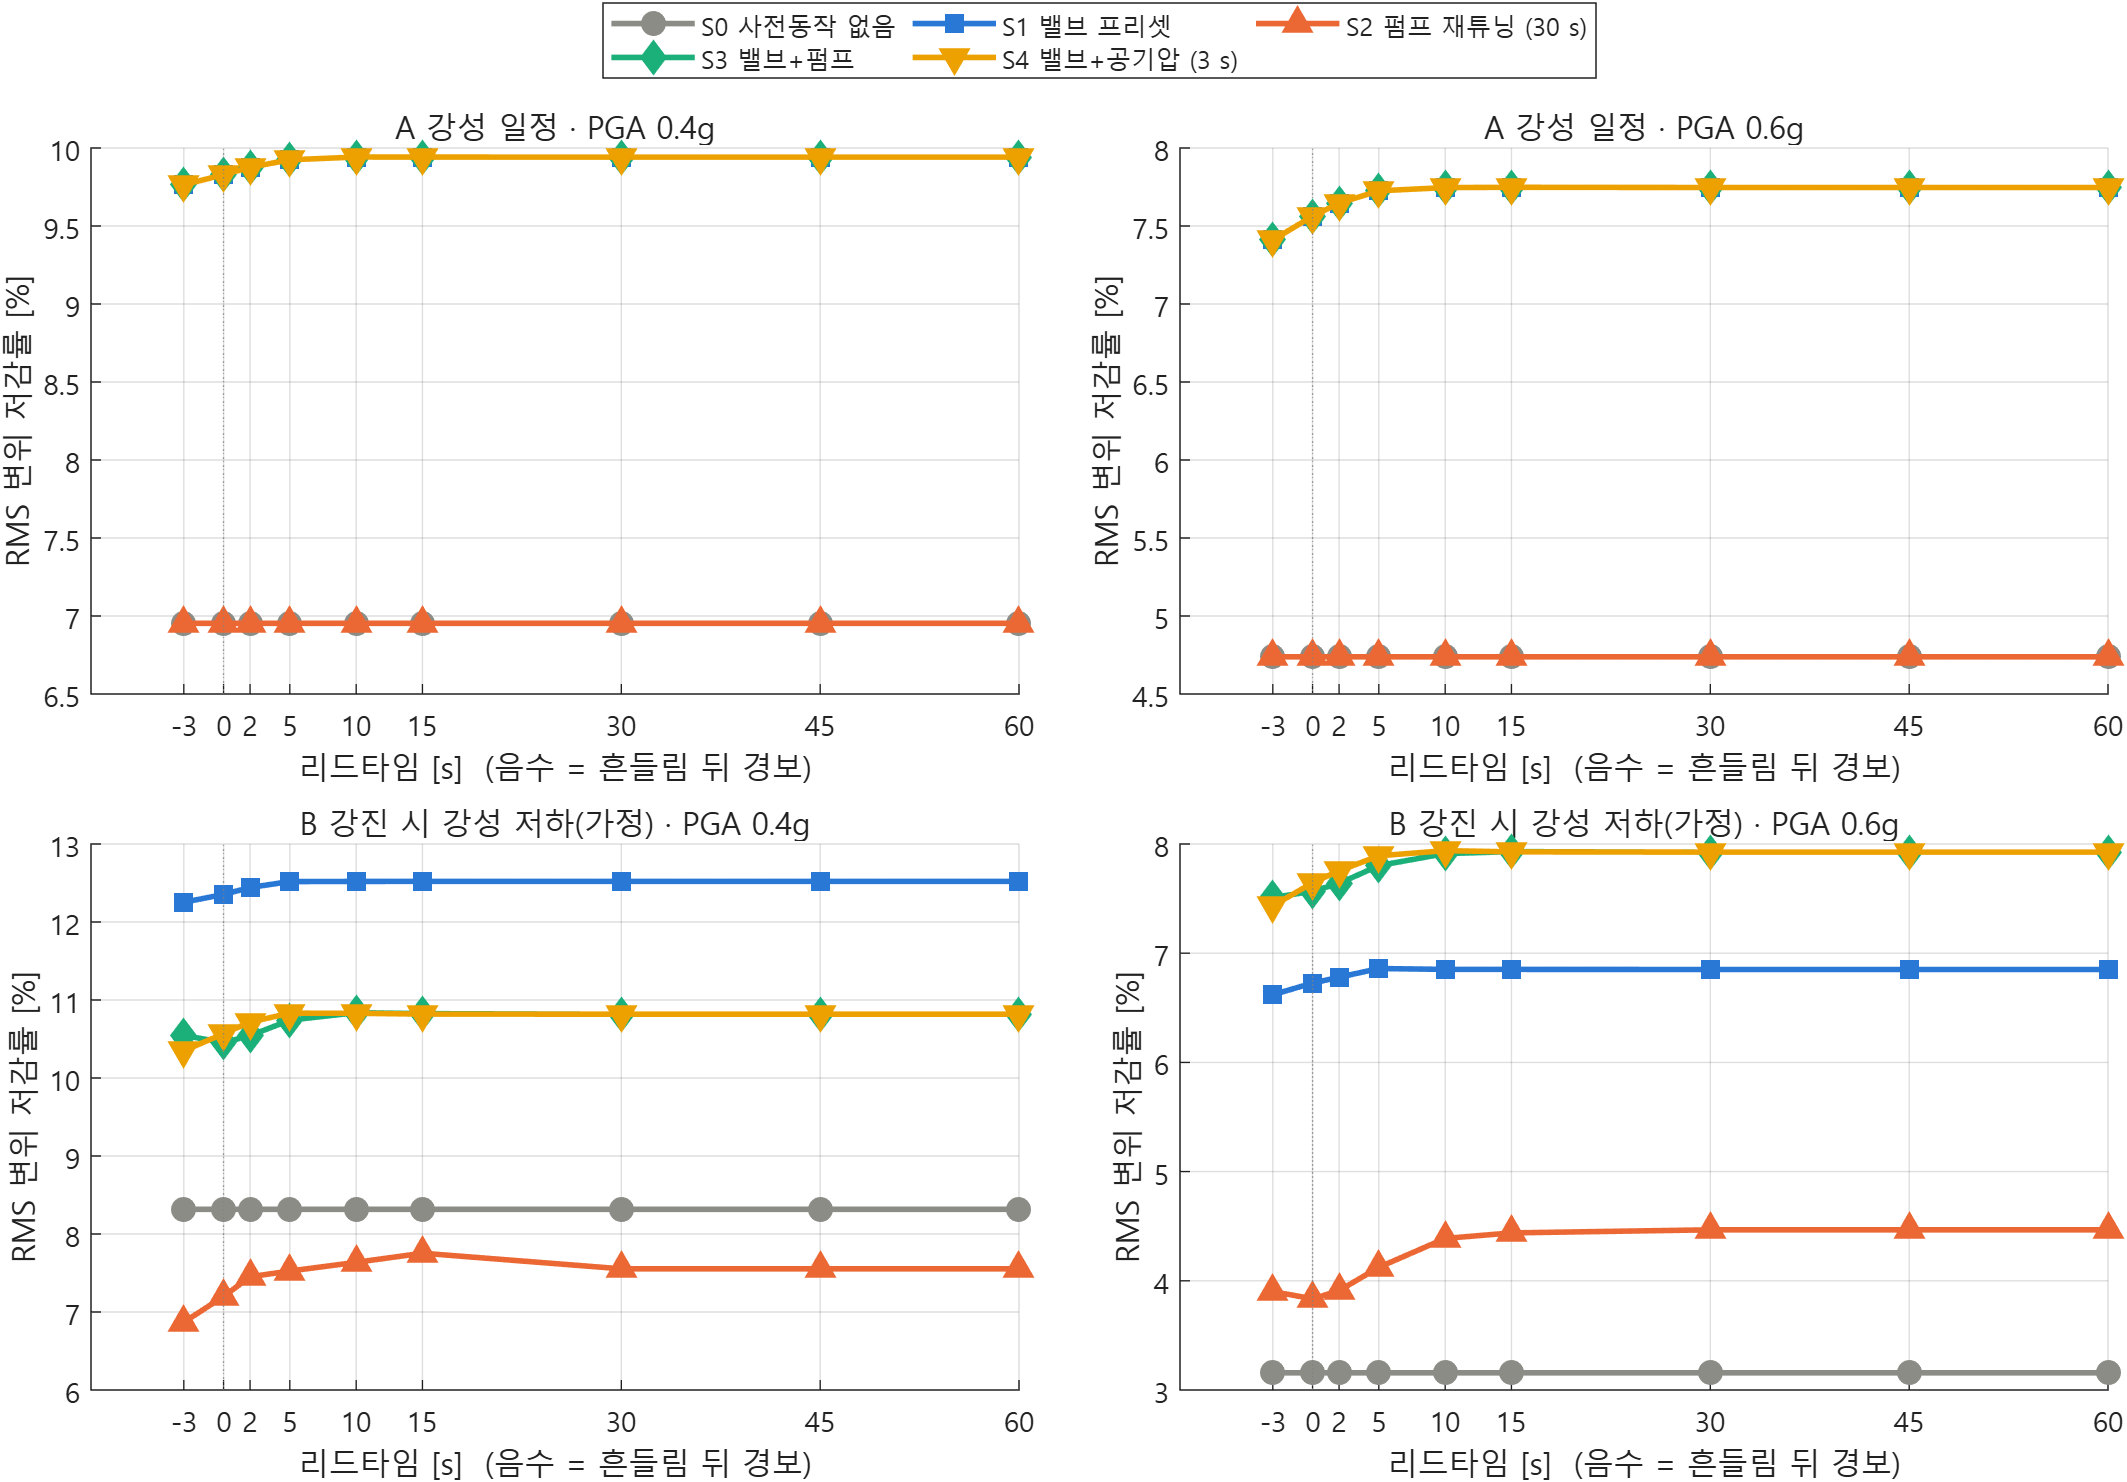 S0 사전동작 없음
S1 밸브 프리셋
S2 펌프 재튜닝 (30 s)
S3 밸브+펌프
S4 밸브+공기압 (3 s)
A 강성 일정 · PGA 0.4g
RMS 변위 저감률 [%]
10
9.5
9
8.5
8
7.5
7
6.5
-3 0 2 5 10 15 30 45 60
리드타임 [s] (음수 = 흔들림 뒤 경보)
A 강성 일정 · PGA 0.6g
RMS 변위 저감률 [%]
8
7.5
7
6.5
6
5.5
5
4.5
-3 0 2 5 10 15 30 45 60
리드타임 [s] (음수 = 흔들림 뒤 경보)
B 강진 시 강성 저하(가정) · PGA 0.4g
RMS 변위 저감률 [%]
13
12
11
10
9
8
7
6
-3 0 2 5 10 15 30 45 60
리드타임 [s] (음수 = 흔들림 뒤 경보)
B 강진 시 강성 저하(가정) · PGA 0.6g
RMS 변위 저감률 [%]
8
7
6
5
4
3
-3 0 2 5 10 15 30 45 60
리드타임 [s] (음수 = 흔들림 뒤 경보)